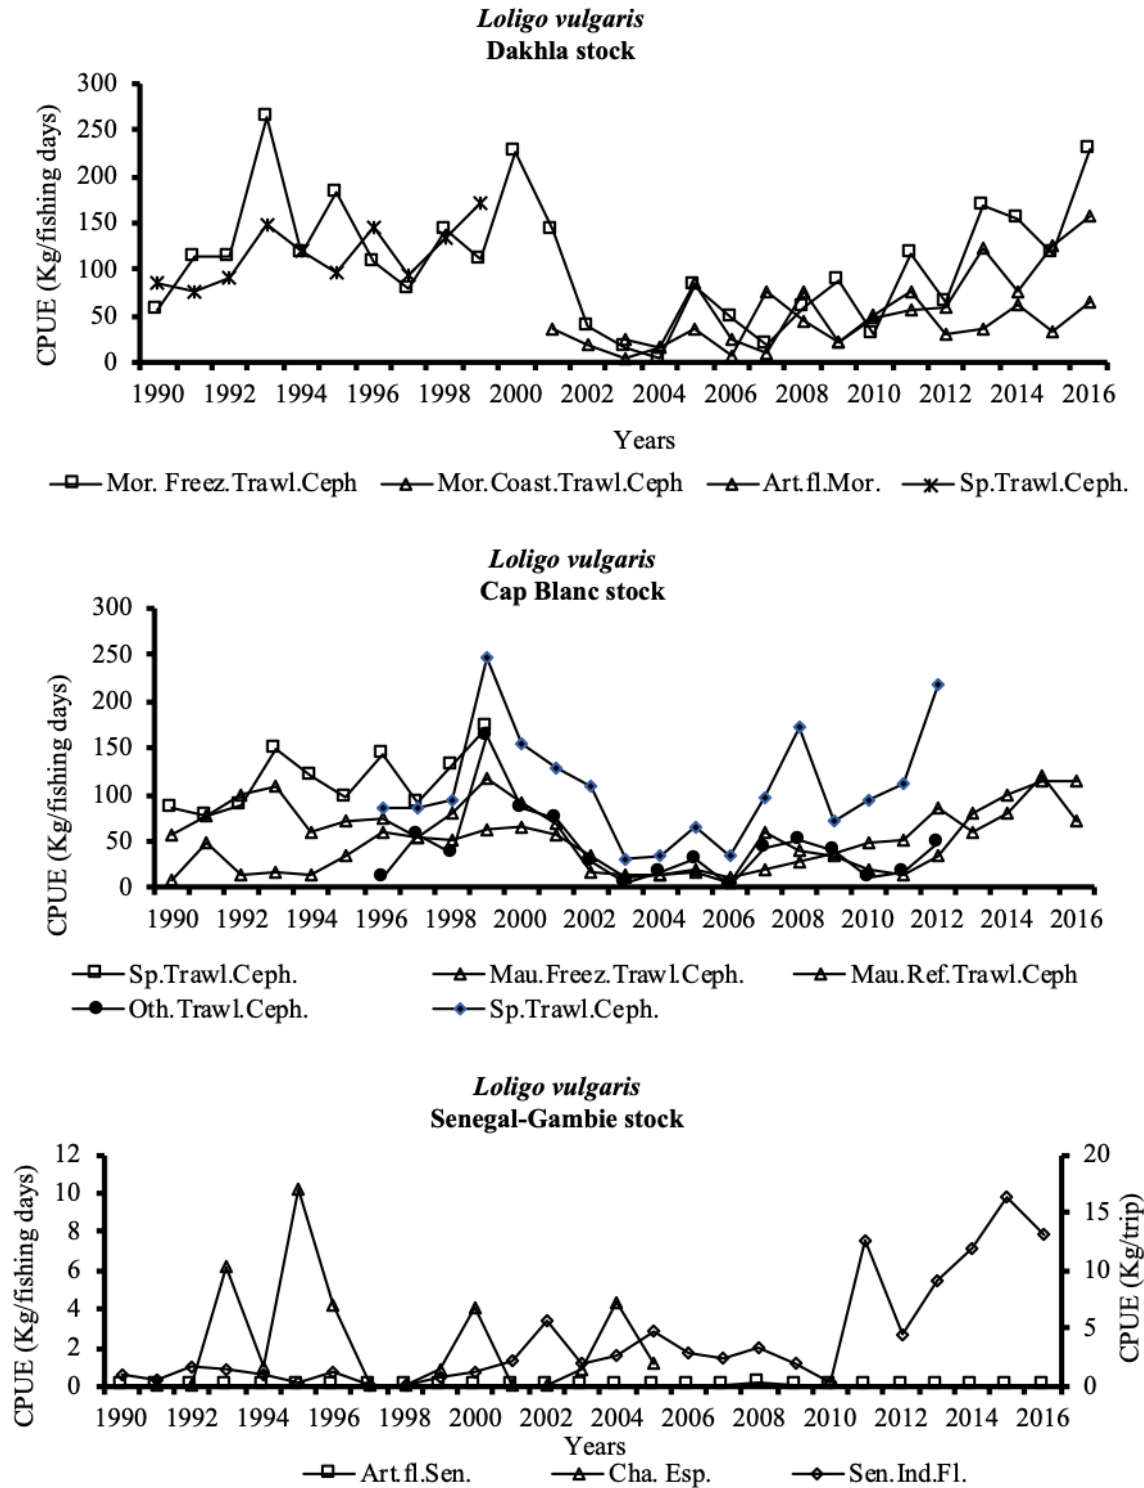 Loligo vulgaris
Dakhla stock
CPUE (Kg/fishing days)
300
250
200
150
100
50
0
1990 1992 1994 1996 1998 2000 2002 2004 2006 2008 2010 2012 2014 2016
Years
Mor. Freez.Trawl.Ceph Mor.Coast.Trawl.Ceph Art.fl.Mor. Sp.Trawl.Ceph.
Loligo vulgaris
Cap Blanc stock
CPUE (Kg/fishing days)
300
250
200
150
100
50
0
1990 1992 1994 1996 1998 2000 2002 2004 2006 2008 2010 2012 2014 2016
Sp.Trawl.Ceph. Mau.Freez.Trawl.Ceph. Mau.Ref.Trawl.Ceph
Oth.Trawl.Ceph. Sp.Trawl.Ceph.
Loligo vulgaris
Senegal-Gambie stock
CPUE (Kg/fishing days)
12
10
8
6
4
2
0
20
15
10
5
0
CPUE (Kg/trip)
1990 1992 1994 1996 1998 2000 2002 2004 2006 2008 2010 2012 2014 2016
Years
Art.fl.Sen. Cha. Esp. Sen.Ind.Fl.